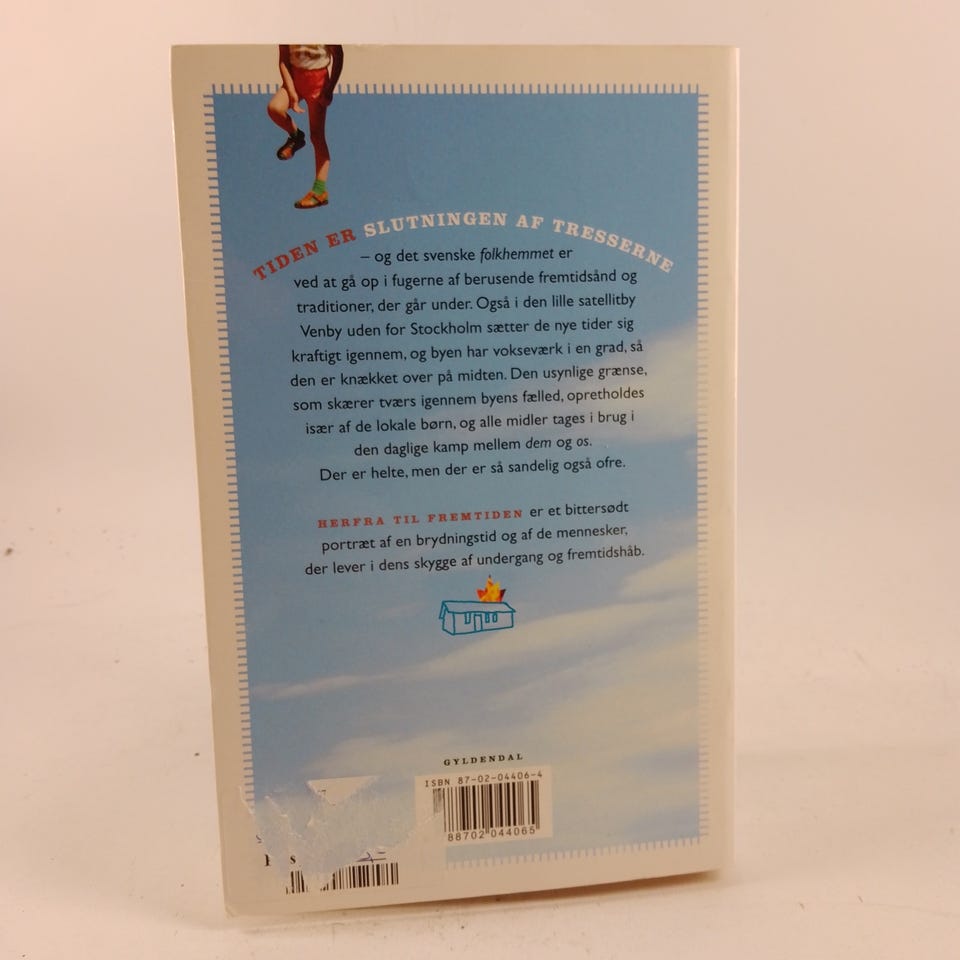 TIDEN ER SLUTNINGEN AF TRESSERNE
– og det svenske folkhemmet er
ved at gå op i fugerne af berusende fremtidsånd og
traditioner, der går under. Også i den lille satellitby
Venby uden for Stockholm sætter de nye tider sig
kraftigt igennem, og byen har vokseværk i en grad, så
den er knækket over på midten. Den usynlige grænse,
som skærer tværs igennem byens fælled, opretholdes
især af de lokale børn, og alle midler tages i brug i
den daglige kamp mellem dem og os.
Der er helte, men der er så sandelig også ofre.
HERFRA TIL FREMTIDEN er et bittersødt
portræt af en brydningstid og af de mennesker,
der lever i dens skygge af undergang og fremtidshåb.
GYLDENDAL
ISBN 87-02-04406-4
88702 044065